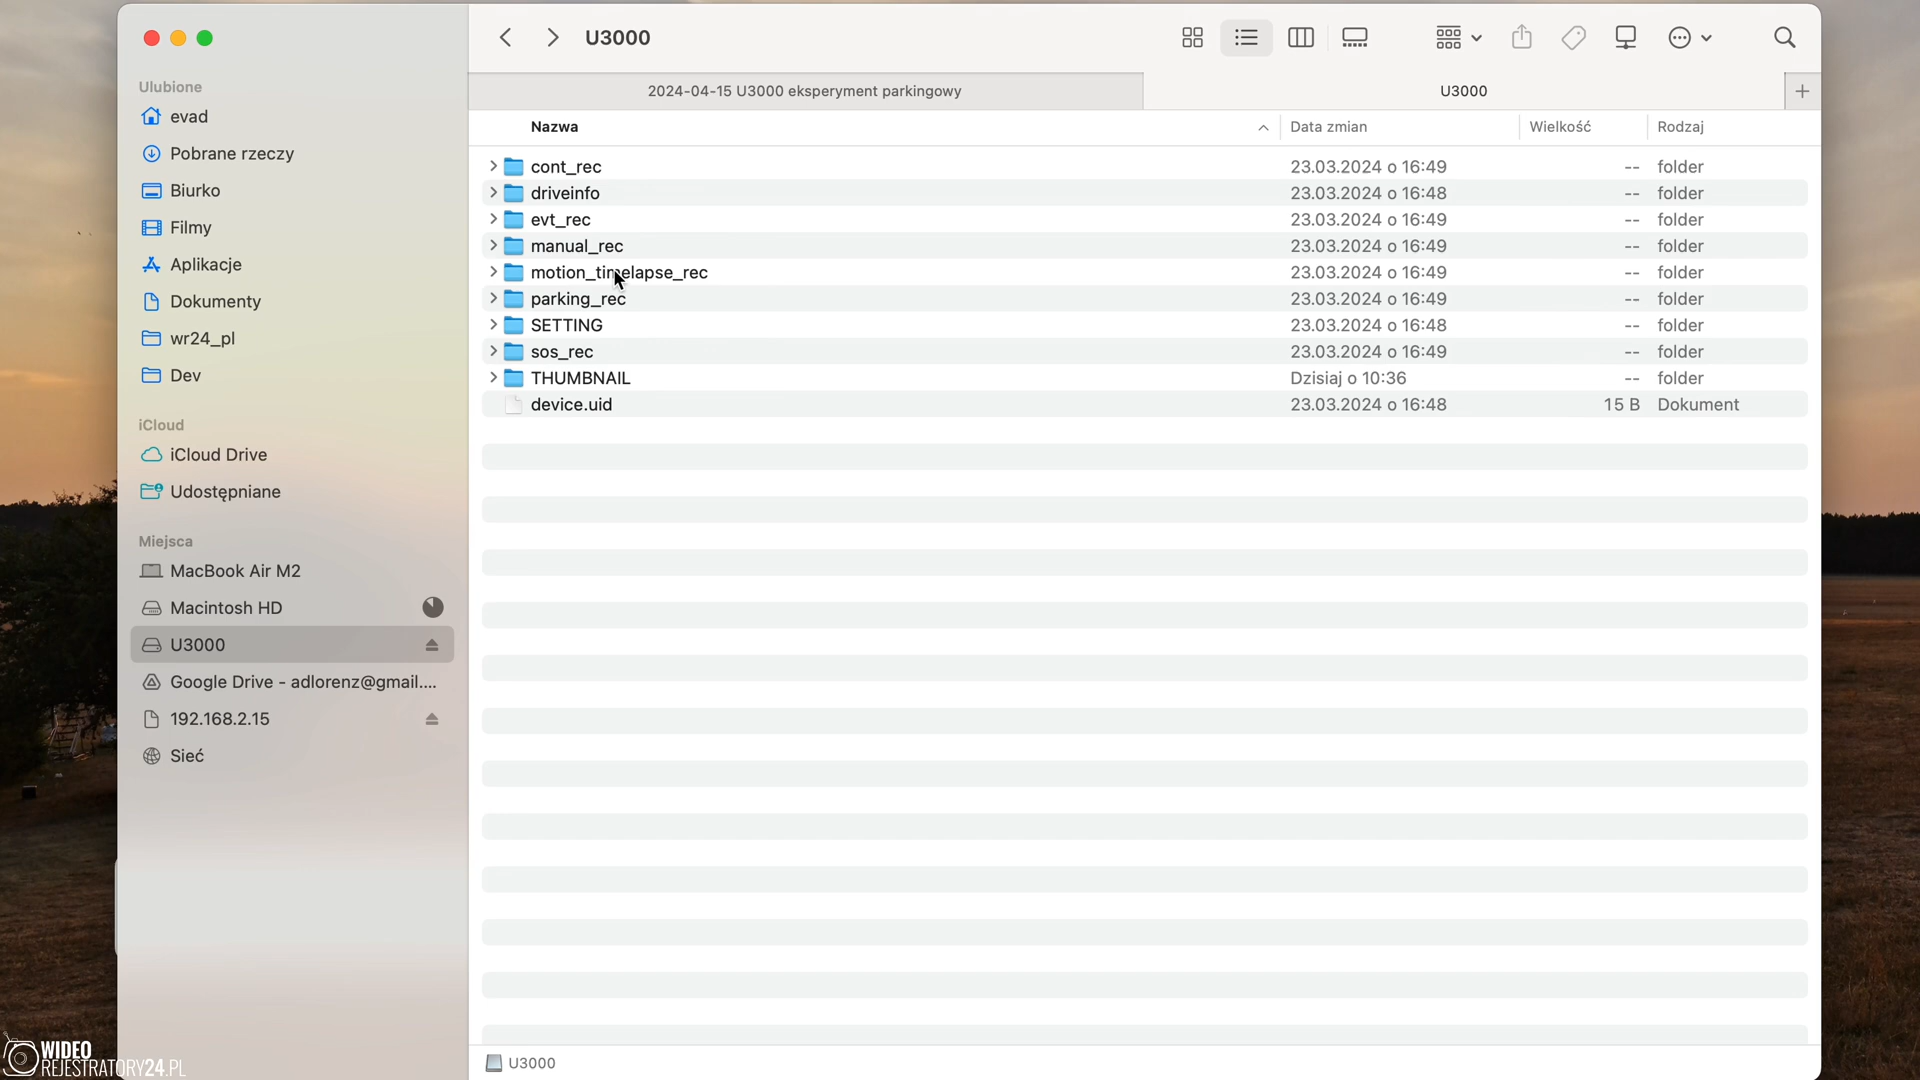 U3000
Ulubione
evad
Pobrane rzeczy
Biurko
Filmy
Aplikacje
Dokumenty
wr24_pl
Dev
iCloud
iCloud Drive
Udostępniane
Miejsca
MacBook Air M2
Macintosh HD
U3000
Google Drive - adlorenz@gmail....
192.168.2.15
Sieć
2024-04-15 U3000 eksperyment parkingowy
U3000
Nazwa Data zmian Wielkość Rodzaj
cont_rec 23.03.2024 o 16:49 -- folder
driveinfo 23.03.2024 o 16:48 -- folder
evt_rec 23.03.2024 o 16:49 -- folder
manual_rec 23.03.2024 o 16:49 -- folder
motion_timelapse_rec 23.03.2024 o 16:49 -- folder
parking_rec 23.03.2024 o 16:49 -- folder
SETTING 23.03.2024 o 16:48 -- folder
sos_rec 23.03.2024 o 16:49 -- folder
THUMBNAIL Dzisiaj o 10:36 -- folder
device.uid 23.03.2024 o 16:48 15 B Dokument
U3000
WIDEO
REJESTRATORY24.PL